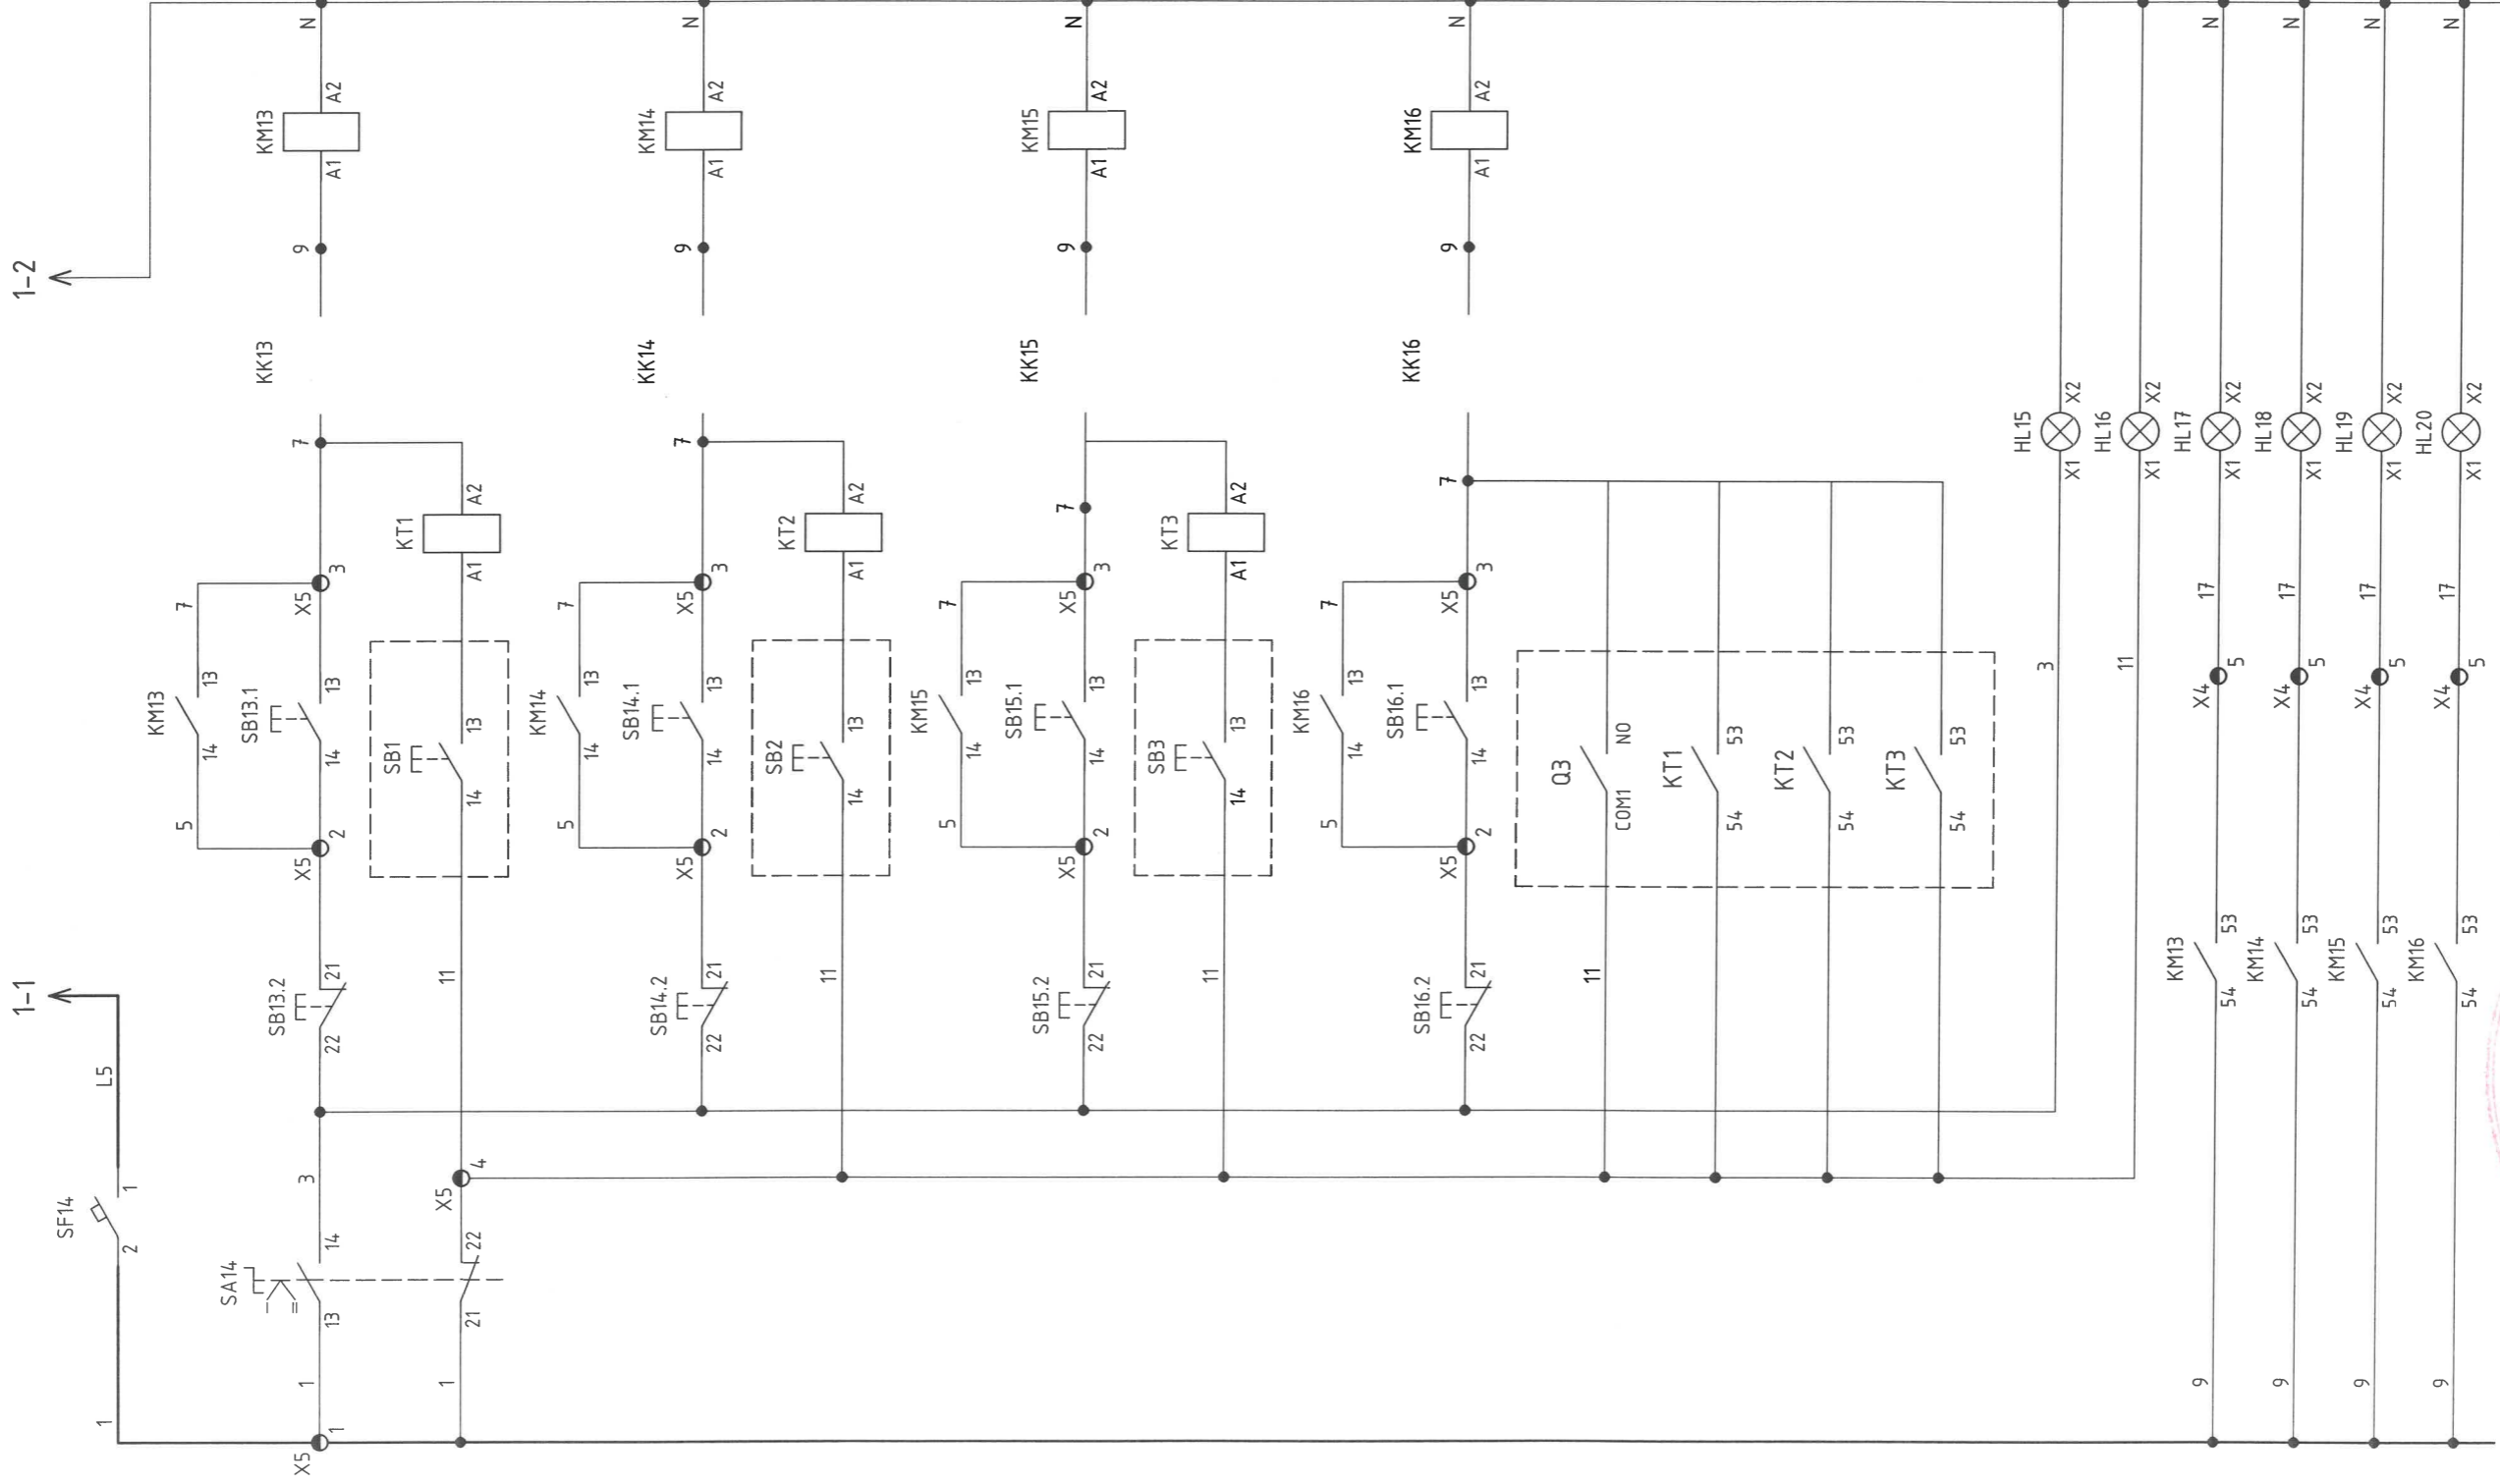 1-1
L5
SF14
1
2
1
X5
1
1-2
SA14
I
II
13
14
1
3
21
22
1
X5
4
SB13.2
22
21
X5
2
KM13
5
14
13
7
SB13.1
14
13
X5
3
7
KK13
9
KM13
A1
A2
N
11
SB1
14
13
KT1
A1
A2
SB14.2
22
21
X5
2
KM14
5
14
13
7
SB14.1
14
13
X5
3
7
KK14
9
KM14
A1
A2
N
11
SB2
14
13
KT2
A1
A2
SB15.2
22
21
X5
2
KM15
5
14
13
7
SB15.1
14
13
X5
3
7
KK15
9
KM15
A1
A2
N
11
SB3
14
13
KT3
A1
A2
SB16.2
22
21
X5
2
KM16
5
14
13
7
SB16.1
14
13
X5
3
7
KK16
9
KM16
A1
A2
N
11
Q3
COM1
NO
KT1
54
53
KT2
54
53
KT3
54
53
3
HL15
X1
X2
11
HL16
X1
X2
9
KM13
54
53
X4
5
17
HL17
X1
X2
N
9
KM14
54
53
X4
5
17
HL18
X1
X2
N
9
KM15
54
53
X4
5
17
HL19
X1
X2
N
9
KM16
54
53
X4
5
17
HL20
X1
X2
N